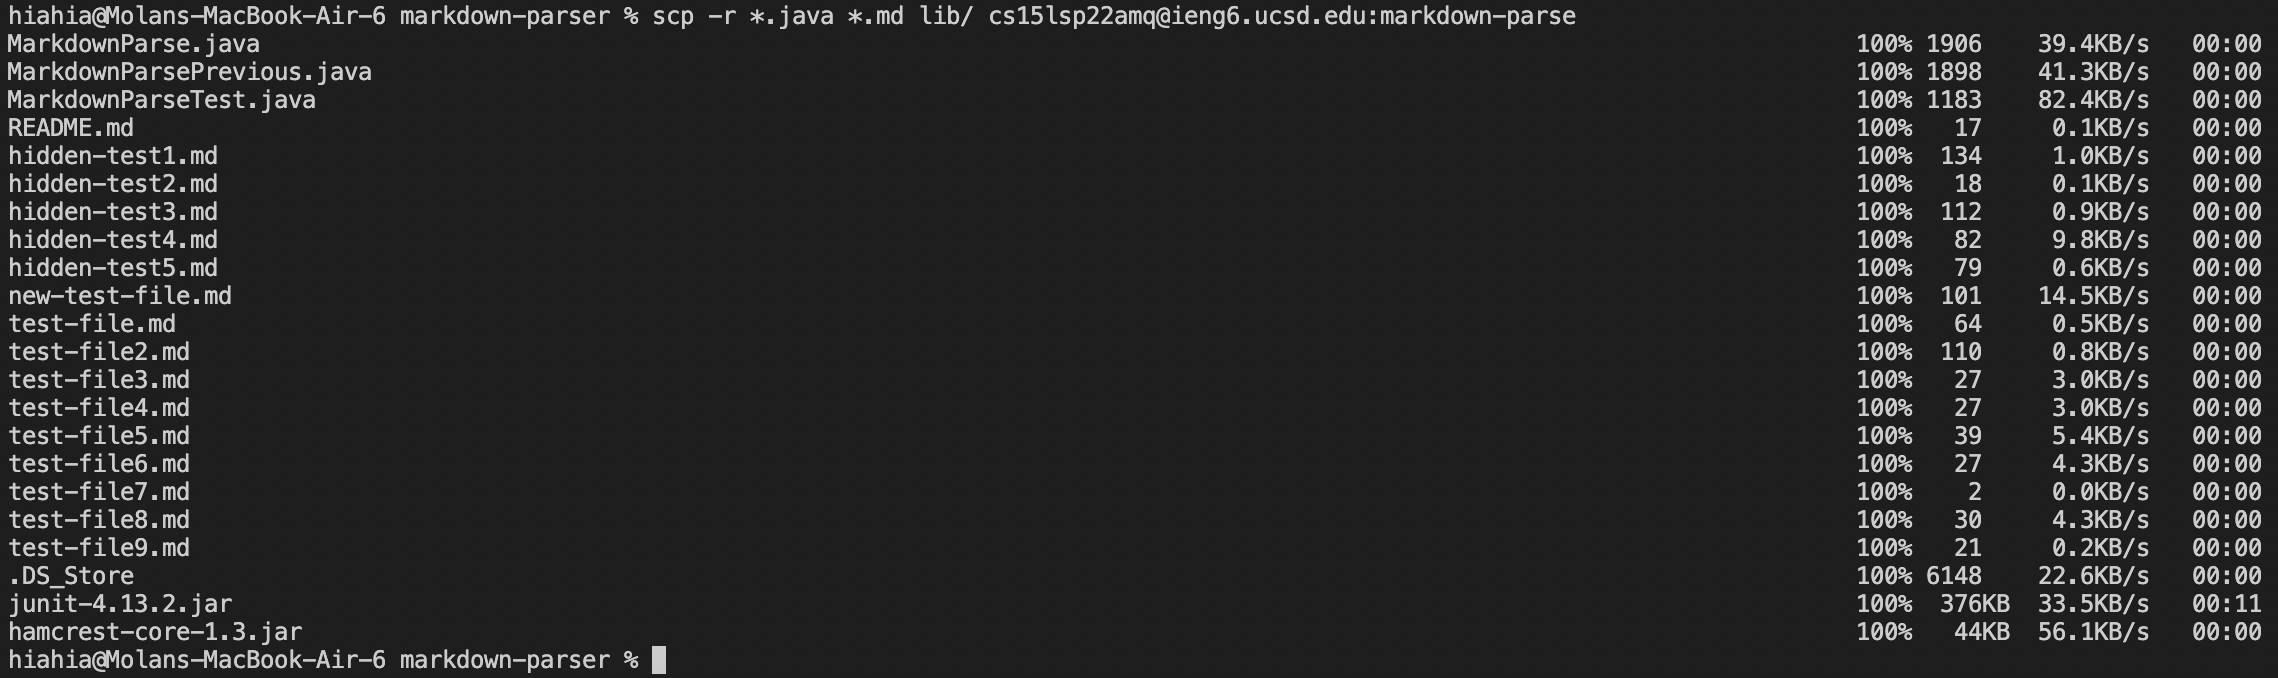 hiahia@Molans-MacBook-Air-6 markdown-parser % scp -r *.java *.md lib/ cs15lsp22amq@ieng6.ucsd.edu:markdown-parse
MarkdownParse.java 100% 1906 39.4KB/s 00:00
MarkdownParsePrevious.java 100% 1898 41.3KB/s 00:00
MarkdownParseTest.java 100% 1183 82.4KB/s 00:00
README.md 100% 17 0.1KB/s 00:00
hidden-test1.md 100% 134 1.0KB/s 00:00
hidden-test2.md 100% 18 0.1KB/s 00:00
hidden-test3.md 100% 112 0.9KB/s 00:00
hidden-test4.md 100% 82 9.8KB/s 00:00
hidden-test5.md 100% 79 0.6KB/s 00:00
new-test-file.md 100% 101 14.5KB/s 00:00
test-file.md 100% 64 0.5KB/s 00:00
test-file2.md 100% 110 0.8KB/s 00:00
test-file3.md 100% 27 3.0KB/s 00:00
test-file4.md 100% 27 3.0KB/s 00:00
test-file5.md 100% 39 5.4KB/s 00:00
test-file6.md 100% 27 4.3KB/s 00:00
test-file7.md 100% 2 0.0KB/s 00:00
test-file8.md 100% 30 4.3KB/s 00:00
test-file9.md 100% 21 0.2KB/s 00:00
.DS_Store 100% 6148 22.6KB/s 00:00
junit-4.13.2.jar 100% 376KB 33.5KB/s 00:11
hamcrest-core-1.3.jar 100% 44KB 56.1KB/s 00:00
hiahia@Molans-MacBook-Air-6 markdown-parser %